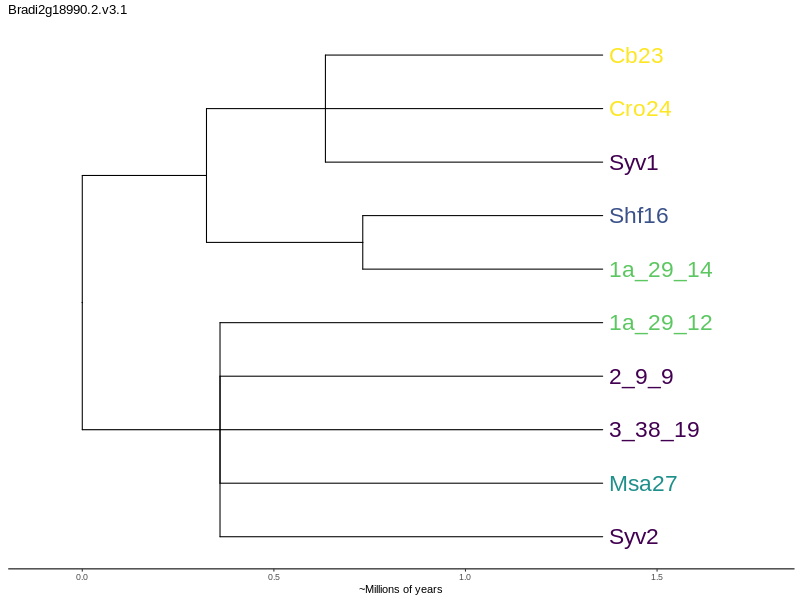 Bradi2g18990.2.v3.1
Cb23
Cro24
Syv1
Shf16
1a_29_14
1a_29_12
2_9_9
3_38_19
Msa27
Syv2
0.0 0.5 1.0 1.5
~Millions of years